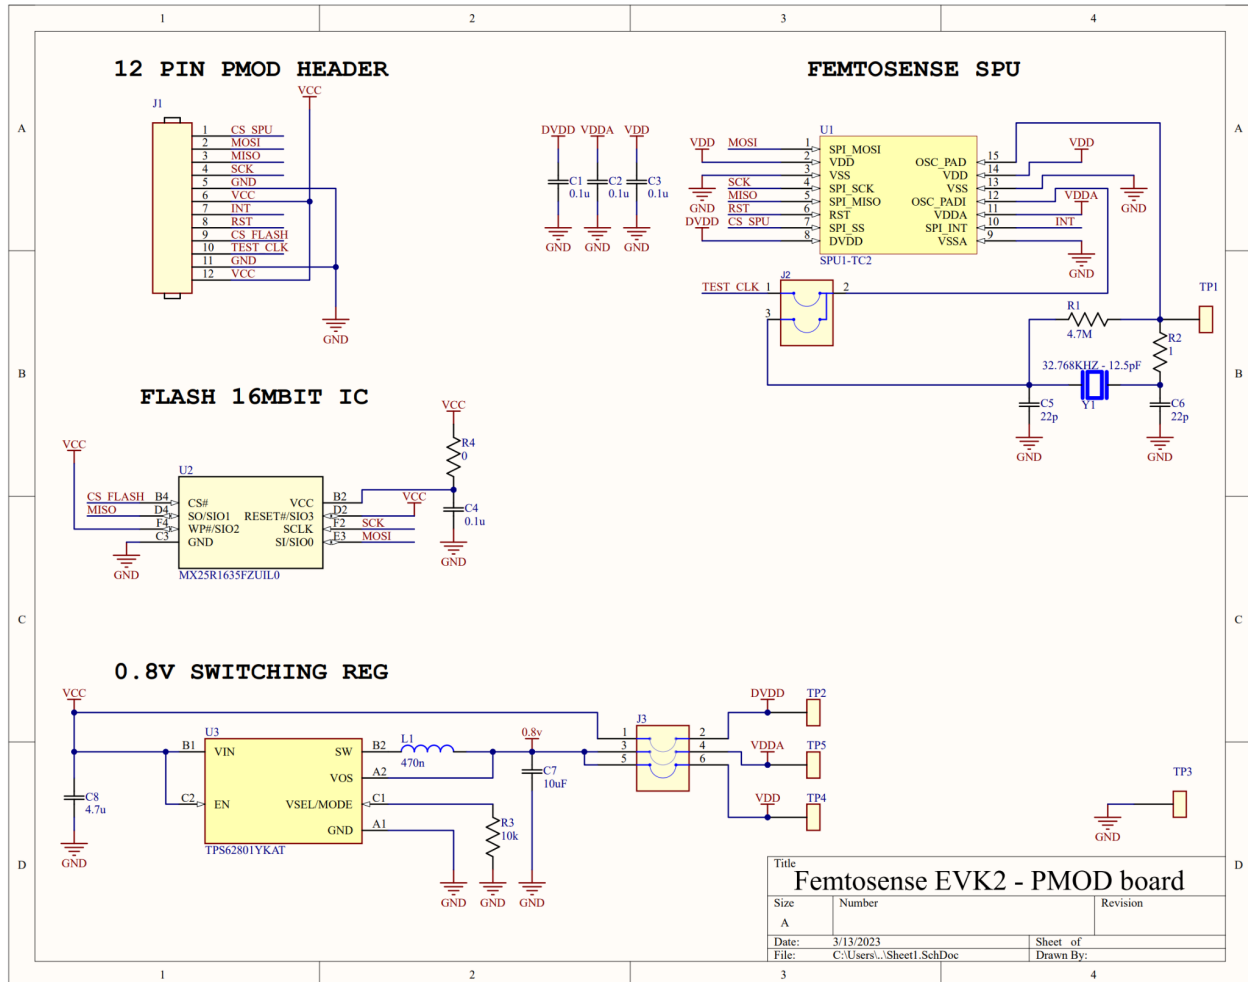 1 2 3 4
A
B
C
D
12 PIN PMOD HEADER
VCC
J1
1 CS_SPU
2 MOSI
3 MISO
4 SCK
5 GND
6 VCC
7 INT
8 RST
9 CS_FLASH
10 TEST_CLK
11 GND
12 VCC
GND
FEMTOSENSE SPU
DVDD VDDA VDD
C1 C2 C3
0.1u 0.1u 0.1u
GND GND GND
U1
MOSI 1 SPI_MOSI
VDD 2 VDD
3 VSS
GND
SCK 4 SPI_SCK
MISO 5 SPI_MISO
RST 6 RST
CS_SPU 7 SPI_SS
DVDD 8 DVDD
OSC_PAD 15
VDD 14 VDD
VSS 13
GND
OSC_PADI 12
VDDA 11 VDDA
SPI_INT 10 INT
VSSA 9
GND
SPU1-TC2
J2
TEST_CLK 1 2
3
TP1
R1
4.7M
R2
1
32.768KHZ - 12.5pF
Y1
C5
22p
GND
C6
22p
GND
FLASH 16MBIT IC
VCC
VCC
R4
0
U2
CS_FLASH B4 CS#
MISO D4 SO/SIO1
F4 WP#/SIO2
C3 GND
GND
VCC B2
RESET#/SIO3 D2 VCC
SCLK F2 SCK
SI/SIO0 E3 MOSI
C4
0.1u
GND
MX25R1635FZUIL0
0.8V SWITCHING REG
VCC
U3
B1 VIN
C2 EN
SW B2
VOS A2
VSEL/MODE C1
GND A1
TPS62801YKAT
C8
4.7u
GND
L1
470n
0.8v
C7
10uF
R3
10k
GND GND GND
J3
1 2
3 4
5 6
DVDD TP2
VDDA TP5
VDD TP4
TP3
GND
Title
Femtosense EVK2 - PMOD board
Size Number Revision
A
Date: 3/13/2023 Sheet of
File: C:\Users\..\Sheet1.SchDoc Drawn By:
A
B
C
D
1 2 3 4